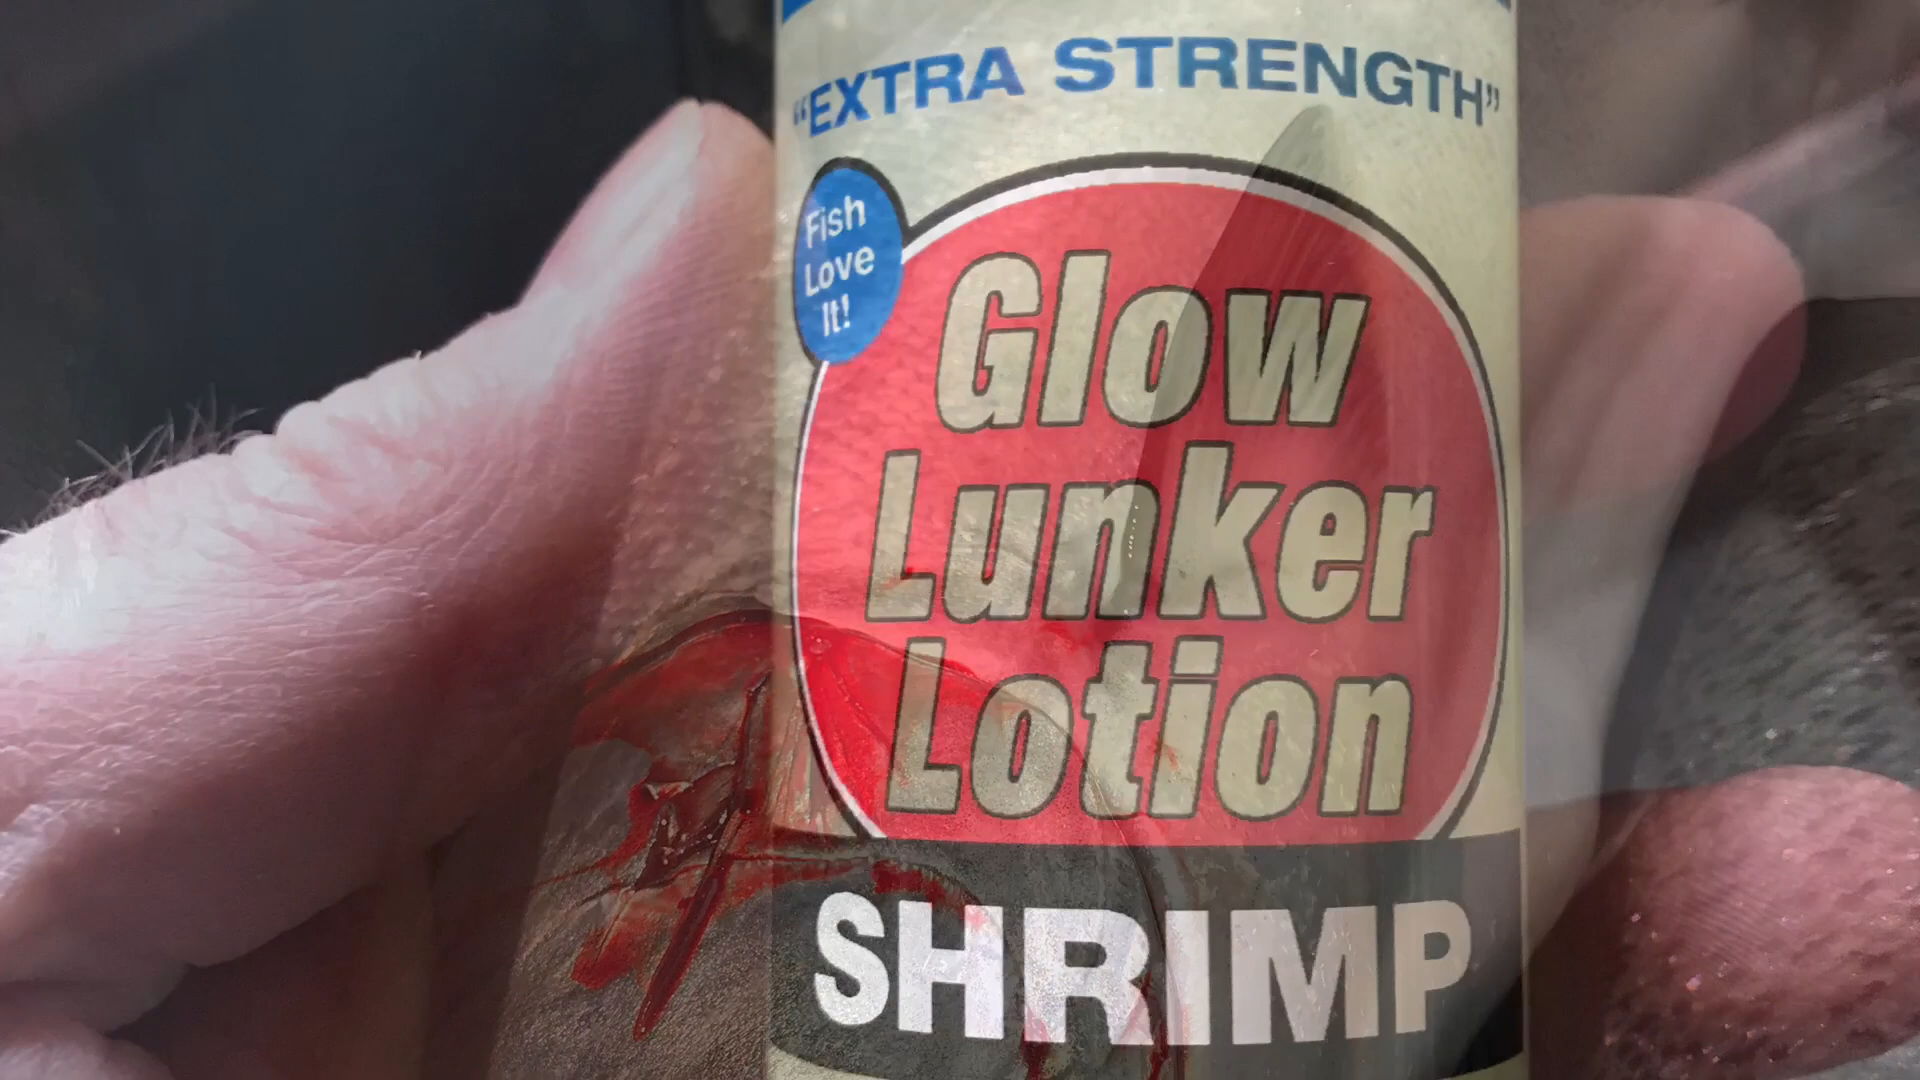 “EXTRA STRENGTH”
Fish
Love
It!
Glow
Lunker
Lotion
SHRIMP